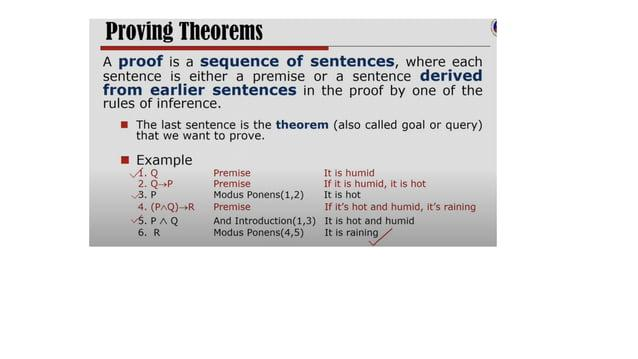 Proving Theorems
A proof is a sequence of sentences, where each
sentence is either a premise or a sentence derived
from earlier sentences in the proof by one of the
rules of inference.
The last sentence is the theorem (also called goal or query)
that we want to prove.
Example
1. Q Premise It is humid
2. Q→P Premise If it is humid, it is hot
3. P Modus Ponens(1,2) It is hot
4. (P∧Q)→R Premise If it's hot and humid, it's raining
5. P ∧ Q And Introduction(1,3) It is hot and humid
6. R Modus Ponens(4,5) It is raining